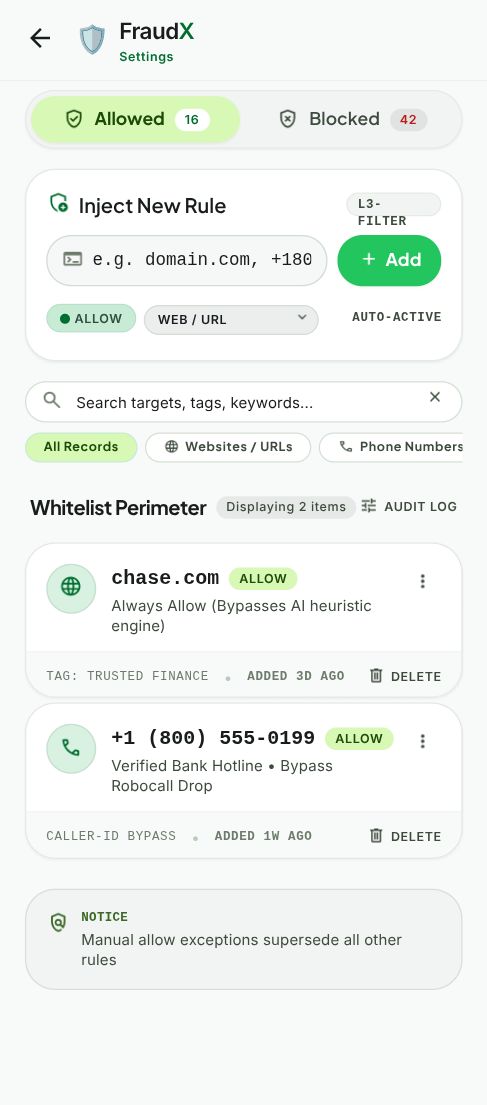 FraudX
Settings
Allowed 16 Blocked 42
Inject New Rule L3-
FILTER
e.g. domain.com, +180 + Add
ALLOW WEB / URL AUTO-ACTIVE
Search targets, tags, keywords...
All Records Websites / URLs Phone Numbers
Whitelist Perimeter Displaying 2 items AUDIT LOG
chase.com ALLOW
Always Allow (Bypasses AI heuristic
engine)
TAG: TRUSTED FINANCE ADDED 3D AGO DELETE
+1 (800) 555-0199 ALLOW
Verified Bank Hotline • Bypass
Robocall Drop
CALLER-ID BYPASS ADDED 1W AGO DELETE
NOTICE
Manual allow exceptions supersede all other
rules